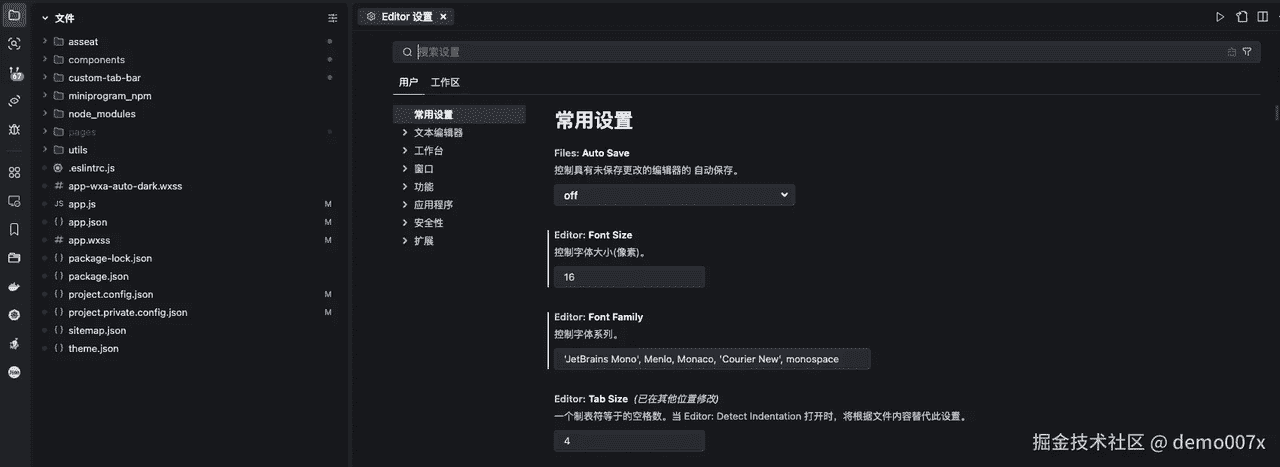 文件
asseat
components
custom-tab-bar
miniprogram_npm
node_modules
pages
utils
.eslintrc.js
app-wxa-auto-dark.wxss
JS app.js M
{ } app.json M
app.wxss M
{ } package-lock.json
{ } package.json
{ } project.config.json M
{ } project.private.config.json M
{ } sitemap.json
{ } theme.json
67
Editor 设置
搜索设置
用户 工作区
常用设置
文本编辑器
工作台
窗口
功能
应用程序
安全性
扩展
常用设置
Files: Auto Save
控制具有未保存更改的编辑器的 自动保存。
off
Editor: Font Size
控制字体大小(像素)。
16
Editor: Font Family
控制字体系列。
'JetBrains Mono', Menlo, Monaco, 'Courier New', monospace
Editor: Tab Size (已在其他位置修改)
一个制表符等于的空格数。当 Editor: Detect Indentation 打开时，将根据文件内容替代此设置。
4
掘金技术社区 @ demo007x